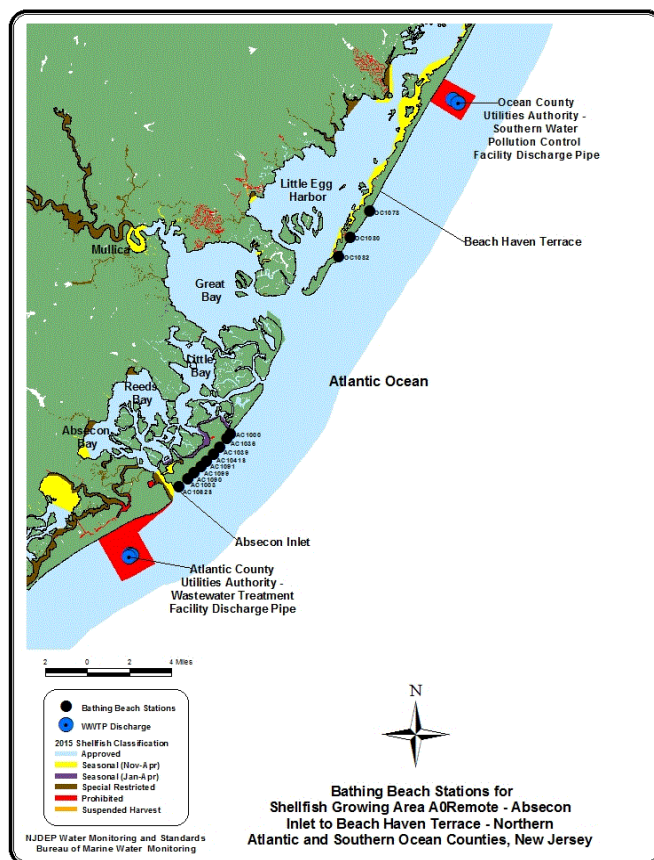 Ocean County
Utilities Authority -
Southern Water
Pollution Control
Facility Discharge Pipe
Little Egg
Harbor
OC1078
Beach Haven Terrace
OC1080
Mullica
OC1082
Great
Bay
Little
Bay
Atlantic Ocean
Reeds
Bay
Absecon
Bay
AC1000
AC1036
AC1039
AC1041S
AC1091
AC1099
AC1090
AC1003
AC1062S
Absecon Inlet
Atlantic County
Utilities Authority -
Wastewater Treatment
Facility Discharge Pipe
2 0 2 4 Miles
Bathing Beach Stations
WWTP Discharge
2015 Shellfish Classification
Approved
Seasonal (Nov-Apr)
Seasonal (Jan-Apr)
Special Restricted
Prohibited
Suspended Harvest
N
NJDEP Water Monitoring and Standards
Bureau of Marine Water Monitoring
Bathing Beach Stations for
Shellfish Growing Area A0Remote - Absecon
Inlet to Beach Haven Terrace - Northern
Atlantic and Southern Ocean Counties, New Jersey